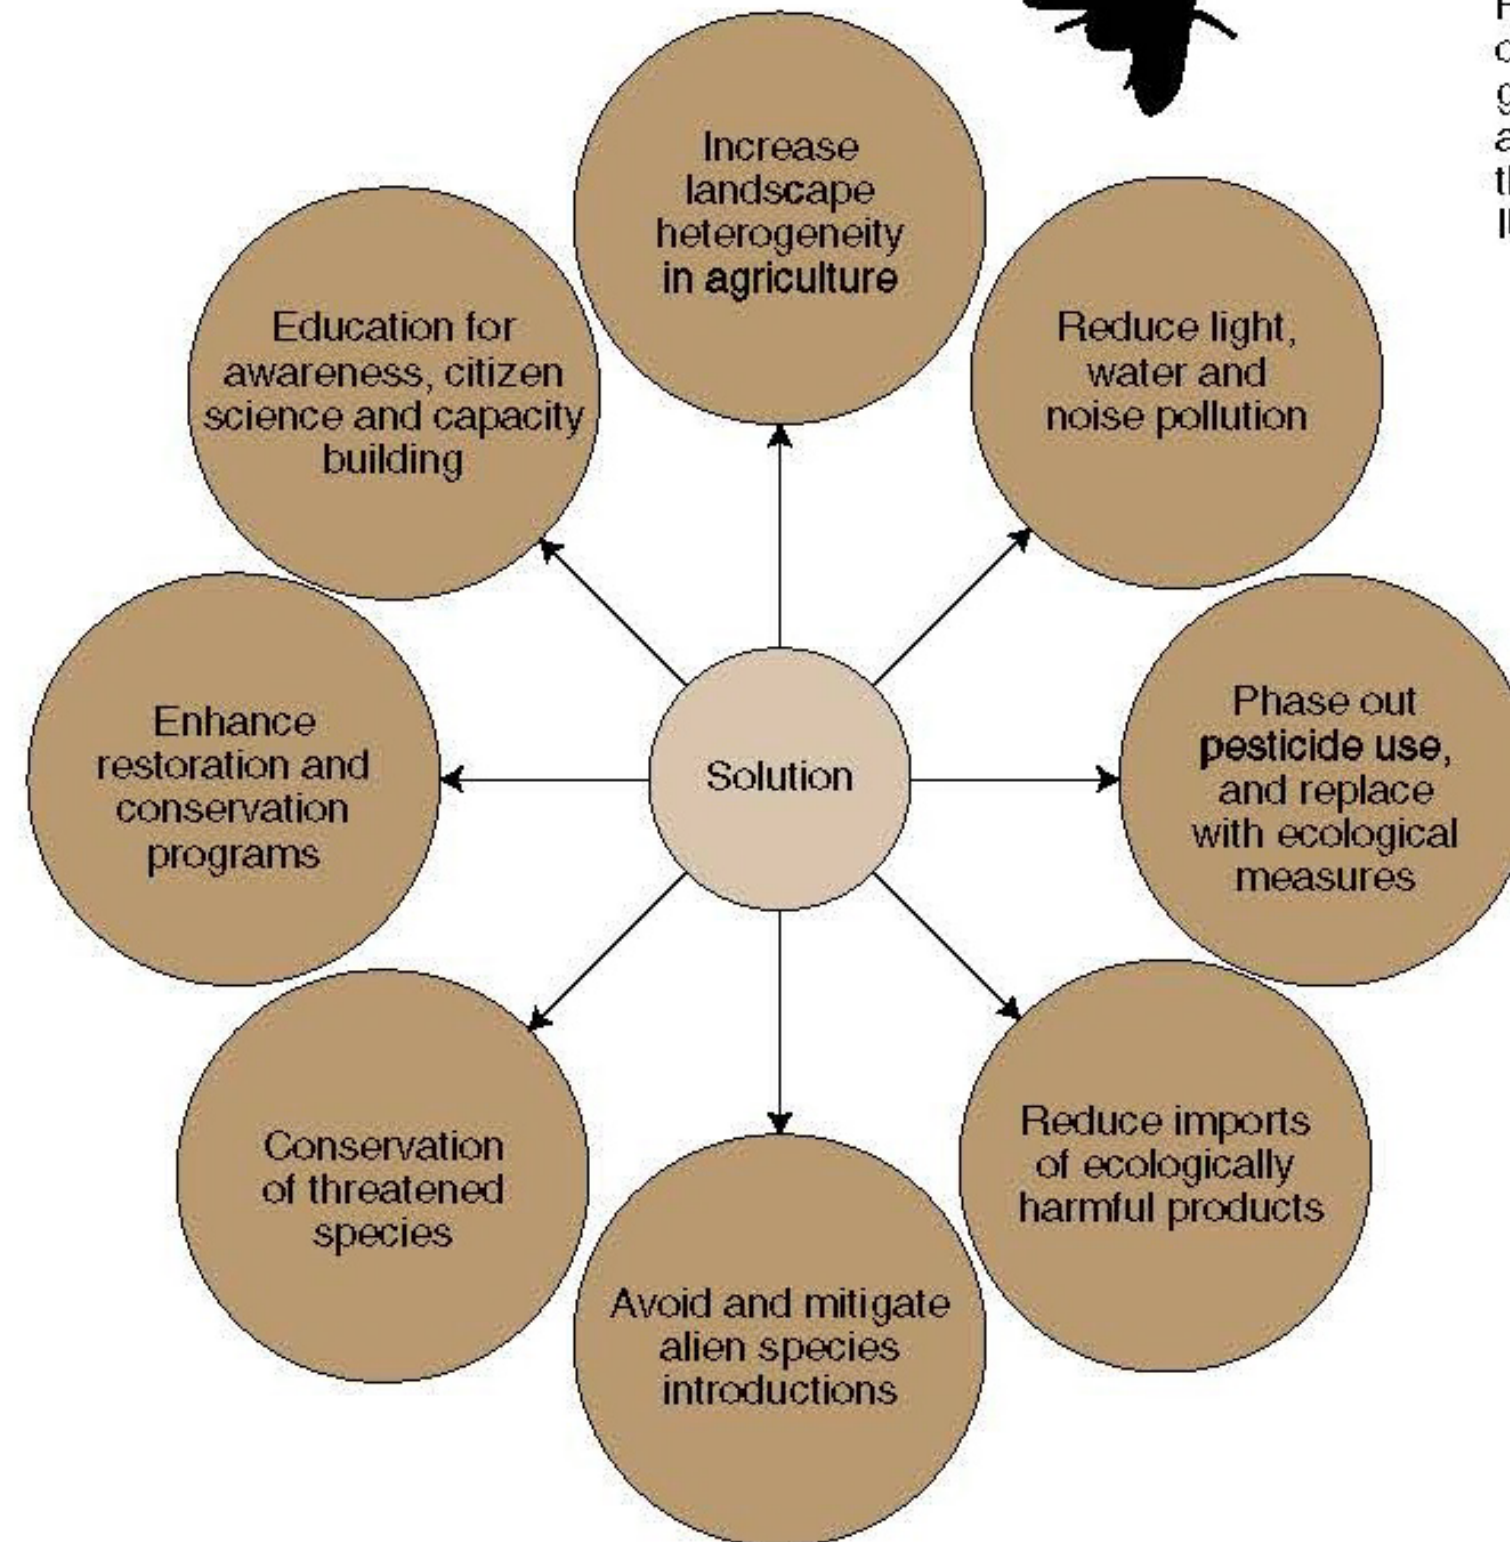 Increase
landscape
heterogeneity
in agriculture
Reduce light,
water and
noise pollution
Phase out
pesticide use,
and replace
with ecological
measures
Reduce imports
of ecologically
harmful products
Avoid and mitigate
alien species
introductions
Conservation
of threatened
species
Enhance
restoration and
conservation
programs
Education for
awareness, citizen
science and capacity
building
Solution